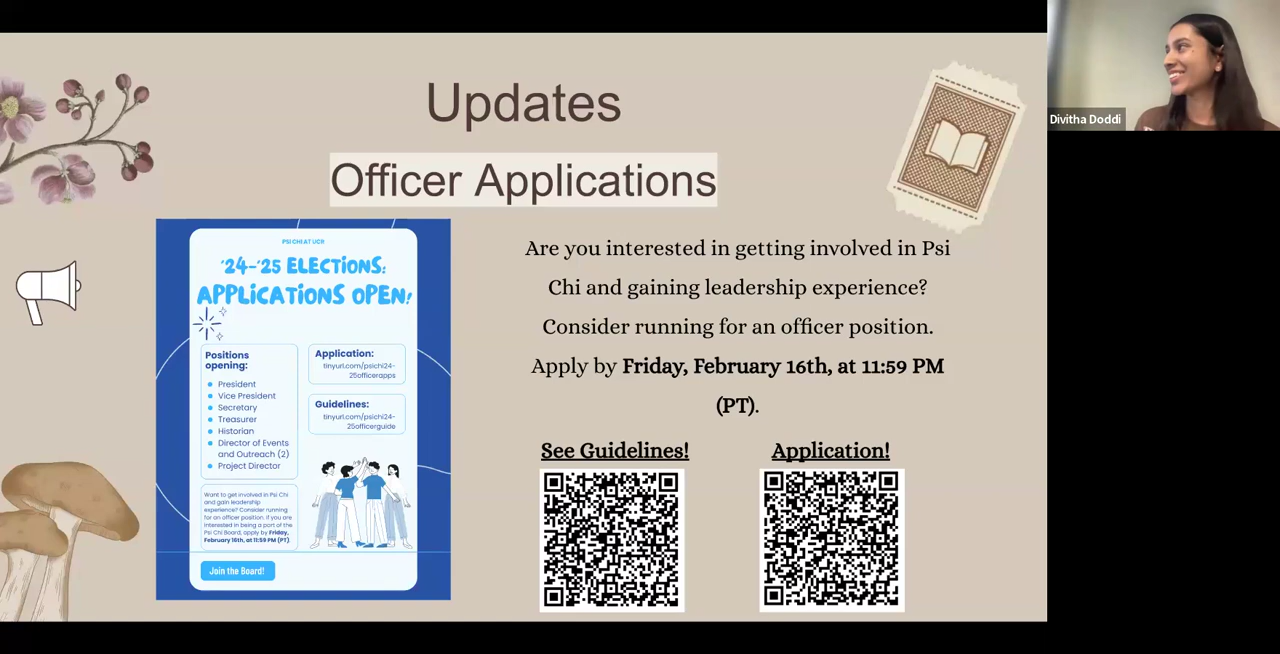 Updates
Officer Applications
PSI CHI AT UCR
'24-'25 ELECTIONS:
APPLICATIONS OPEN!
Positions
opening:
President
Vice President
Secretary
Treasurer
Historian
Director of Events
and Outreach (2)
Project Director
Application:
tinyurl.com/psichi24-
25officerapps
Guidelines:
tinyurl.com/psichi24-
25officerguide
Want to get involved in Psi Chi
and gain leadership
experience? Consider running
for an officer position. If you are
interested in being a part of the
Psi Chi Board, apply by Friday,
February 16th, at 11:59 PM (PT).
Join the Board!
Are you interested in getting involved in Psi
Chi and gaining leadership experience?
Consider running for an officer position.
Apply by Friday, February 16th, at 11:59 PM
(PT).
See Guidelines!
Application!
Divitha Doddi